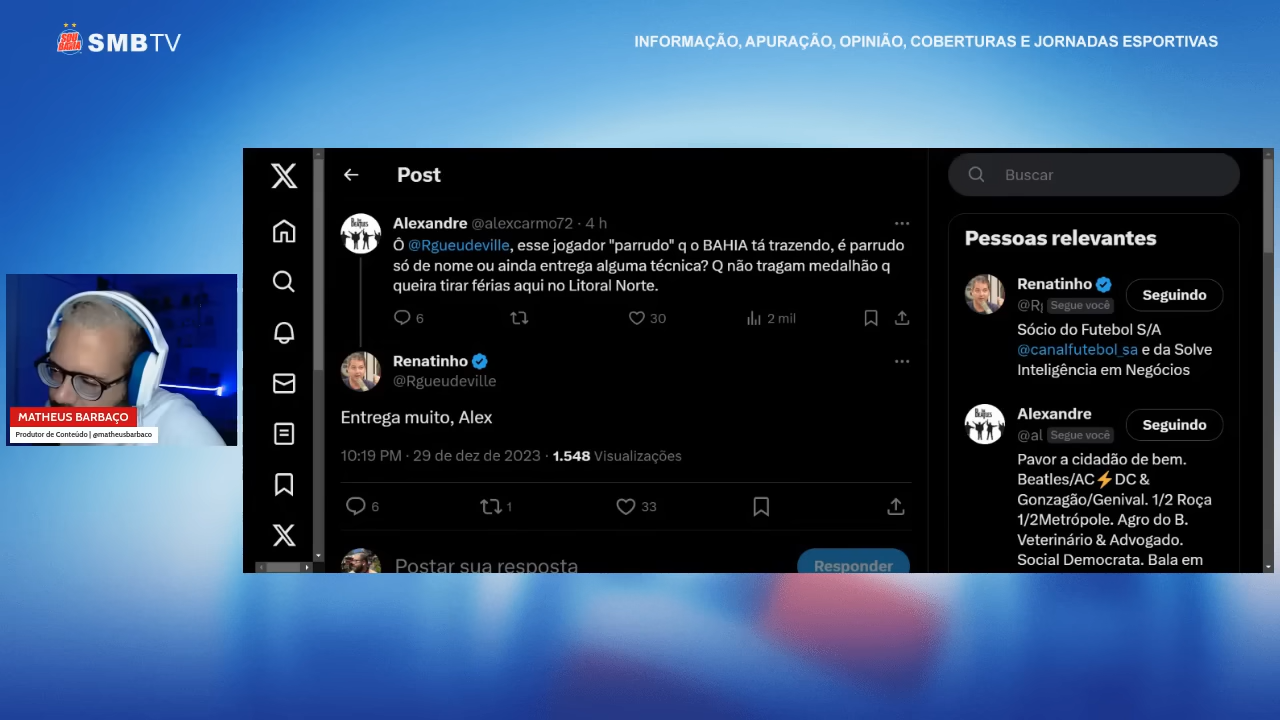 SOU BAHIA
SMBTV
INFORMAÇÃO, APURAÇÃO, OPINIÃO, COBERTURAS E JORNADAS ESPORTIVAS
Post
Buscar
Alexandre @alexcarmo72 · 4 h
Ô @Rgueudeville, esse jogador "parrudo" q o BAHIA tá trazendo, é parrudo
só de nome ou ainda entrega alguma técnica? Q não tragam medalhão q
queira tirar férias aqui no Litoral Norte.
6
30
2 mil
Renatinho
@Rgueudeville
Entrega muito, Alex
10:19 PM · 29 de dez de 2023 · 1.548 Visualizações
6
1
33
Postar sua resposta
Responder
Pessoas relevantes
Renatinho
Segue você
Seguindo
Sócio do Futebol S/A
@canalfutebol_sa e da Solve
Inteligência em Negócios
Alexandre
@al Segue você
Seguindo
Pavor a cidadão de bem.
Beatles/AC⚡DC &
Gonzagão/Genival. 1/2 Roça
1/2Metrópole. Agro do B.
Veterinário & Advogado.
Social Democrata. Bala em
MATHEUS BARBAÇO
Produtor de Conteúdo | @matheusbarbaco